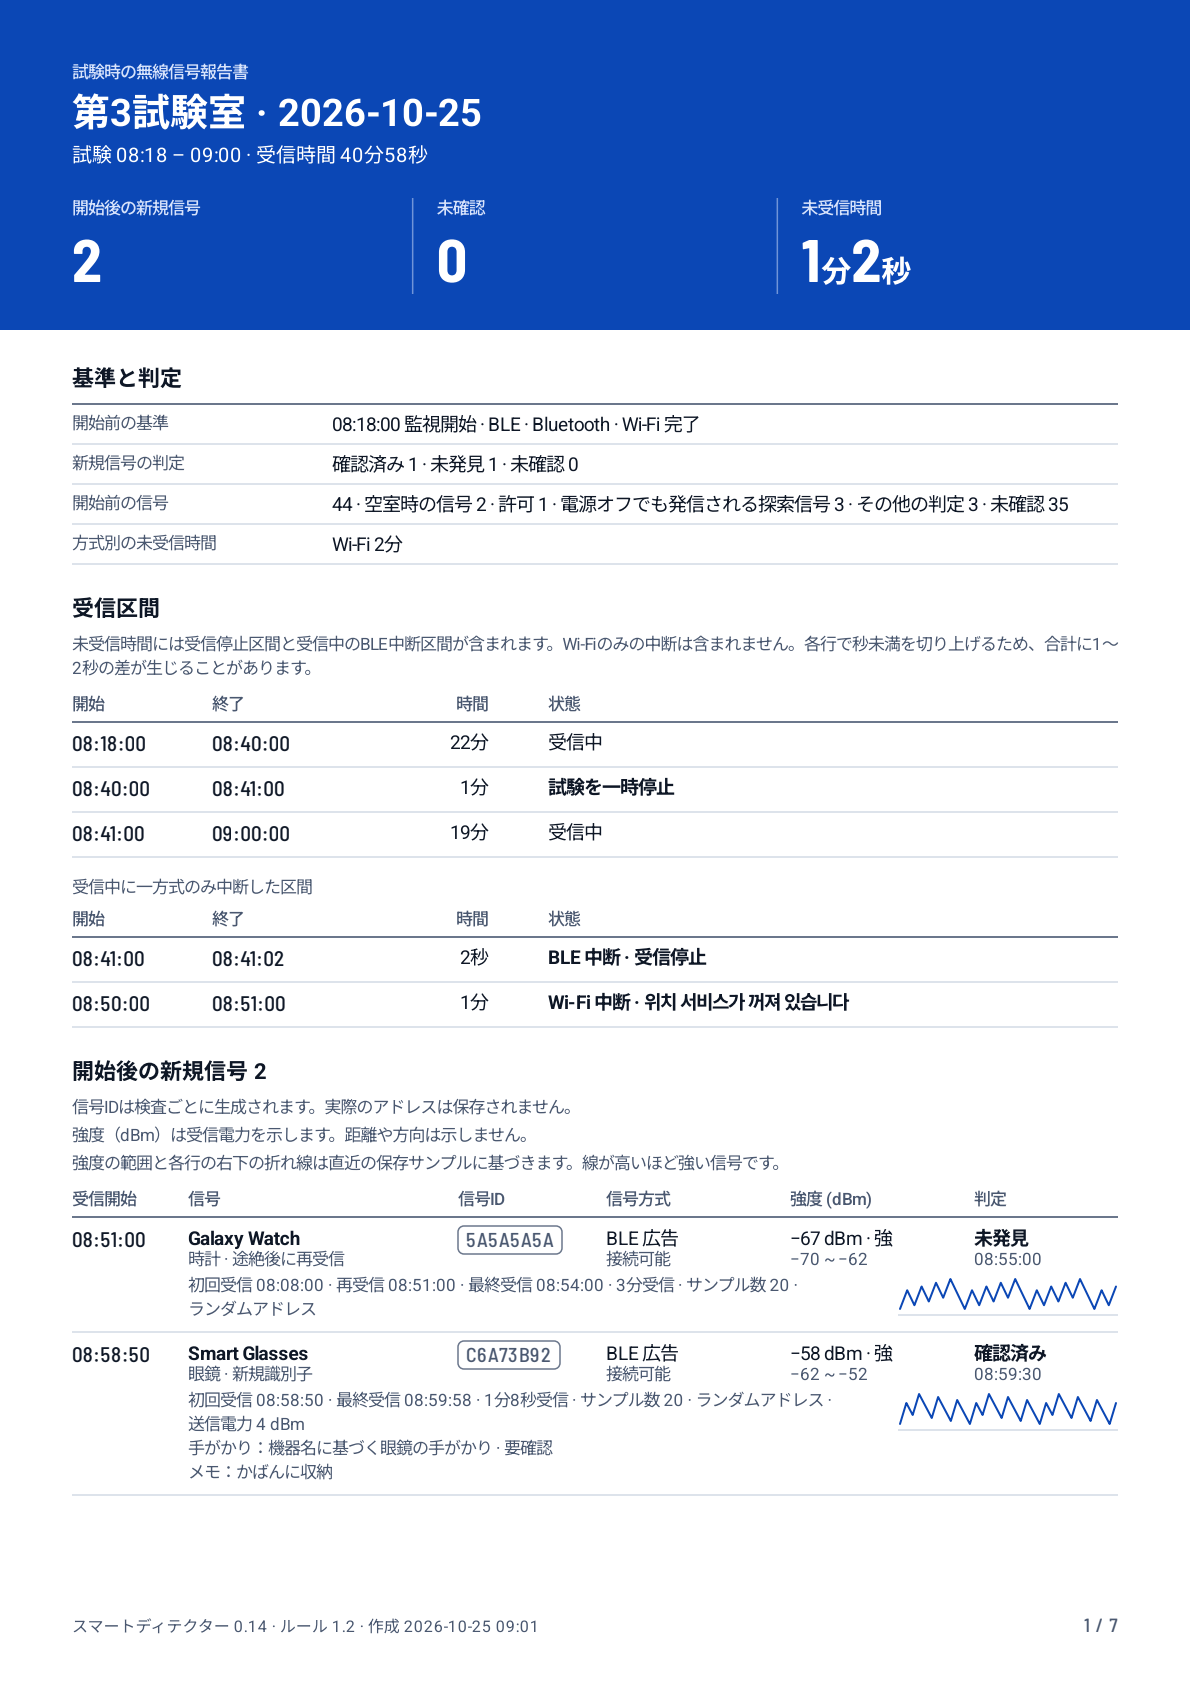 試験時の無線信号報告書
第3試験室 · 2026-10-25
試験 08:18 – 09:00 · 受信時間 40分58秒
開始後の新規信号
未確認
未受信時間
2
0
1分2秒
基準と判定
開始前の基準 08:18:00 監視開始 · BLE · Bluetooth · Wi-Fi 完了
新規信号の判定 確認済み 1 · 未発見 1 · 未確認 0
開始前の信号 44 · 空室時の信号 2 · 許可 1 · 電源オフでも発信される探索信号 3 · その他の判定 3 · 未確認 35
方式別の未受信時間 Wi-Fi 2分
受信区間
未受信時間には受信停止区間と受信中のBLE中断区間が含まれます。Wi-Fiのみの中断は含まれません。各行で秒未満を切り上げるため、合計に1～
2秒の差が生じることがあります。
開始 終了 時間 状態
08:18:00 08:40:00 22分 受信中
08:40:00 08:41:00 1分 試験を一時停止
08:41:00 09:00:00 19分 受信中
受信中に一方式のみ中断した区間
開始 終了 時間 状態
08:41:00 08:41:02 2秒 BLE 中断 · 受信停止
08:50:00 08:51:00 1分 Wi-Fi 中断 · 위치 서비스가 꺼져 있습니다
開始後の新規信号 2
信号IDは検査ごとに生成されます。実際のアドレスは保存されません。
強度（dBm）は受信電力を示します。距離や方向は示しません。
強度の範囲と各行の右下の折れ線は直近の保存サンプルに基づきます。線が高いほど強い信号です。
受信開始 信号 信号ID 信号方式 強度 (dBm) 判定
08:51:00 Galaxy Watch 5A5A5A5A BLE 広告 −67 dBm · 強 未発見
時計 · 途絶後に再受信 接続可能 −70 ~ −62 08:55:00
初回受信 08:08:00 · 再受信 08:51:00 · 最終受信 08:54:00 · 3分受信 · サンプル数 20 ·
ランダムアドレス
08:58:50 Smart Glasses C6A73B92 BLE 広告 −58 dBm · 強 確認済み
眼鏡 · 新規識別子 接続可能 −62 ~ −52 08:59:30
初回受信 08:58:50 · 最終受信 08:59:58 · 1分8秒受信 · サンプル数 20 · ランダムアドレス ·
送信電力 4 dBm
手がかり：機器名に基づく眼鏡の手がかり · 要確認
メモ：かばんに収納
スマートディテクター 0.14 · ルール 1.2 · 作成 2026-10-25 09:01
1 / 7